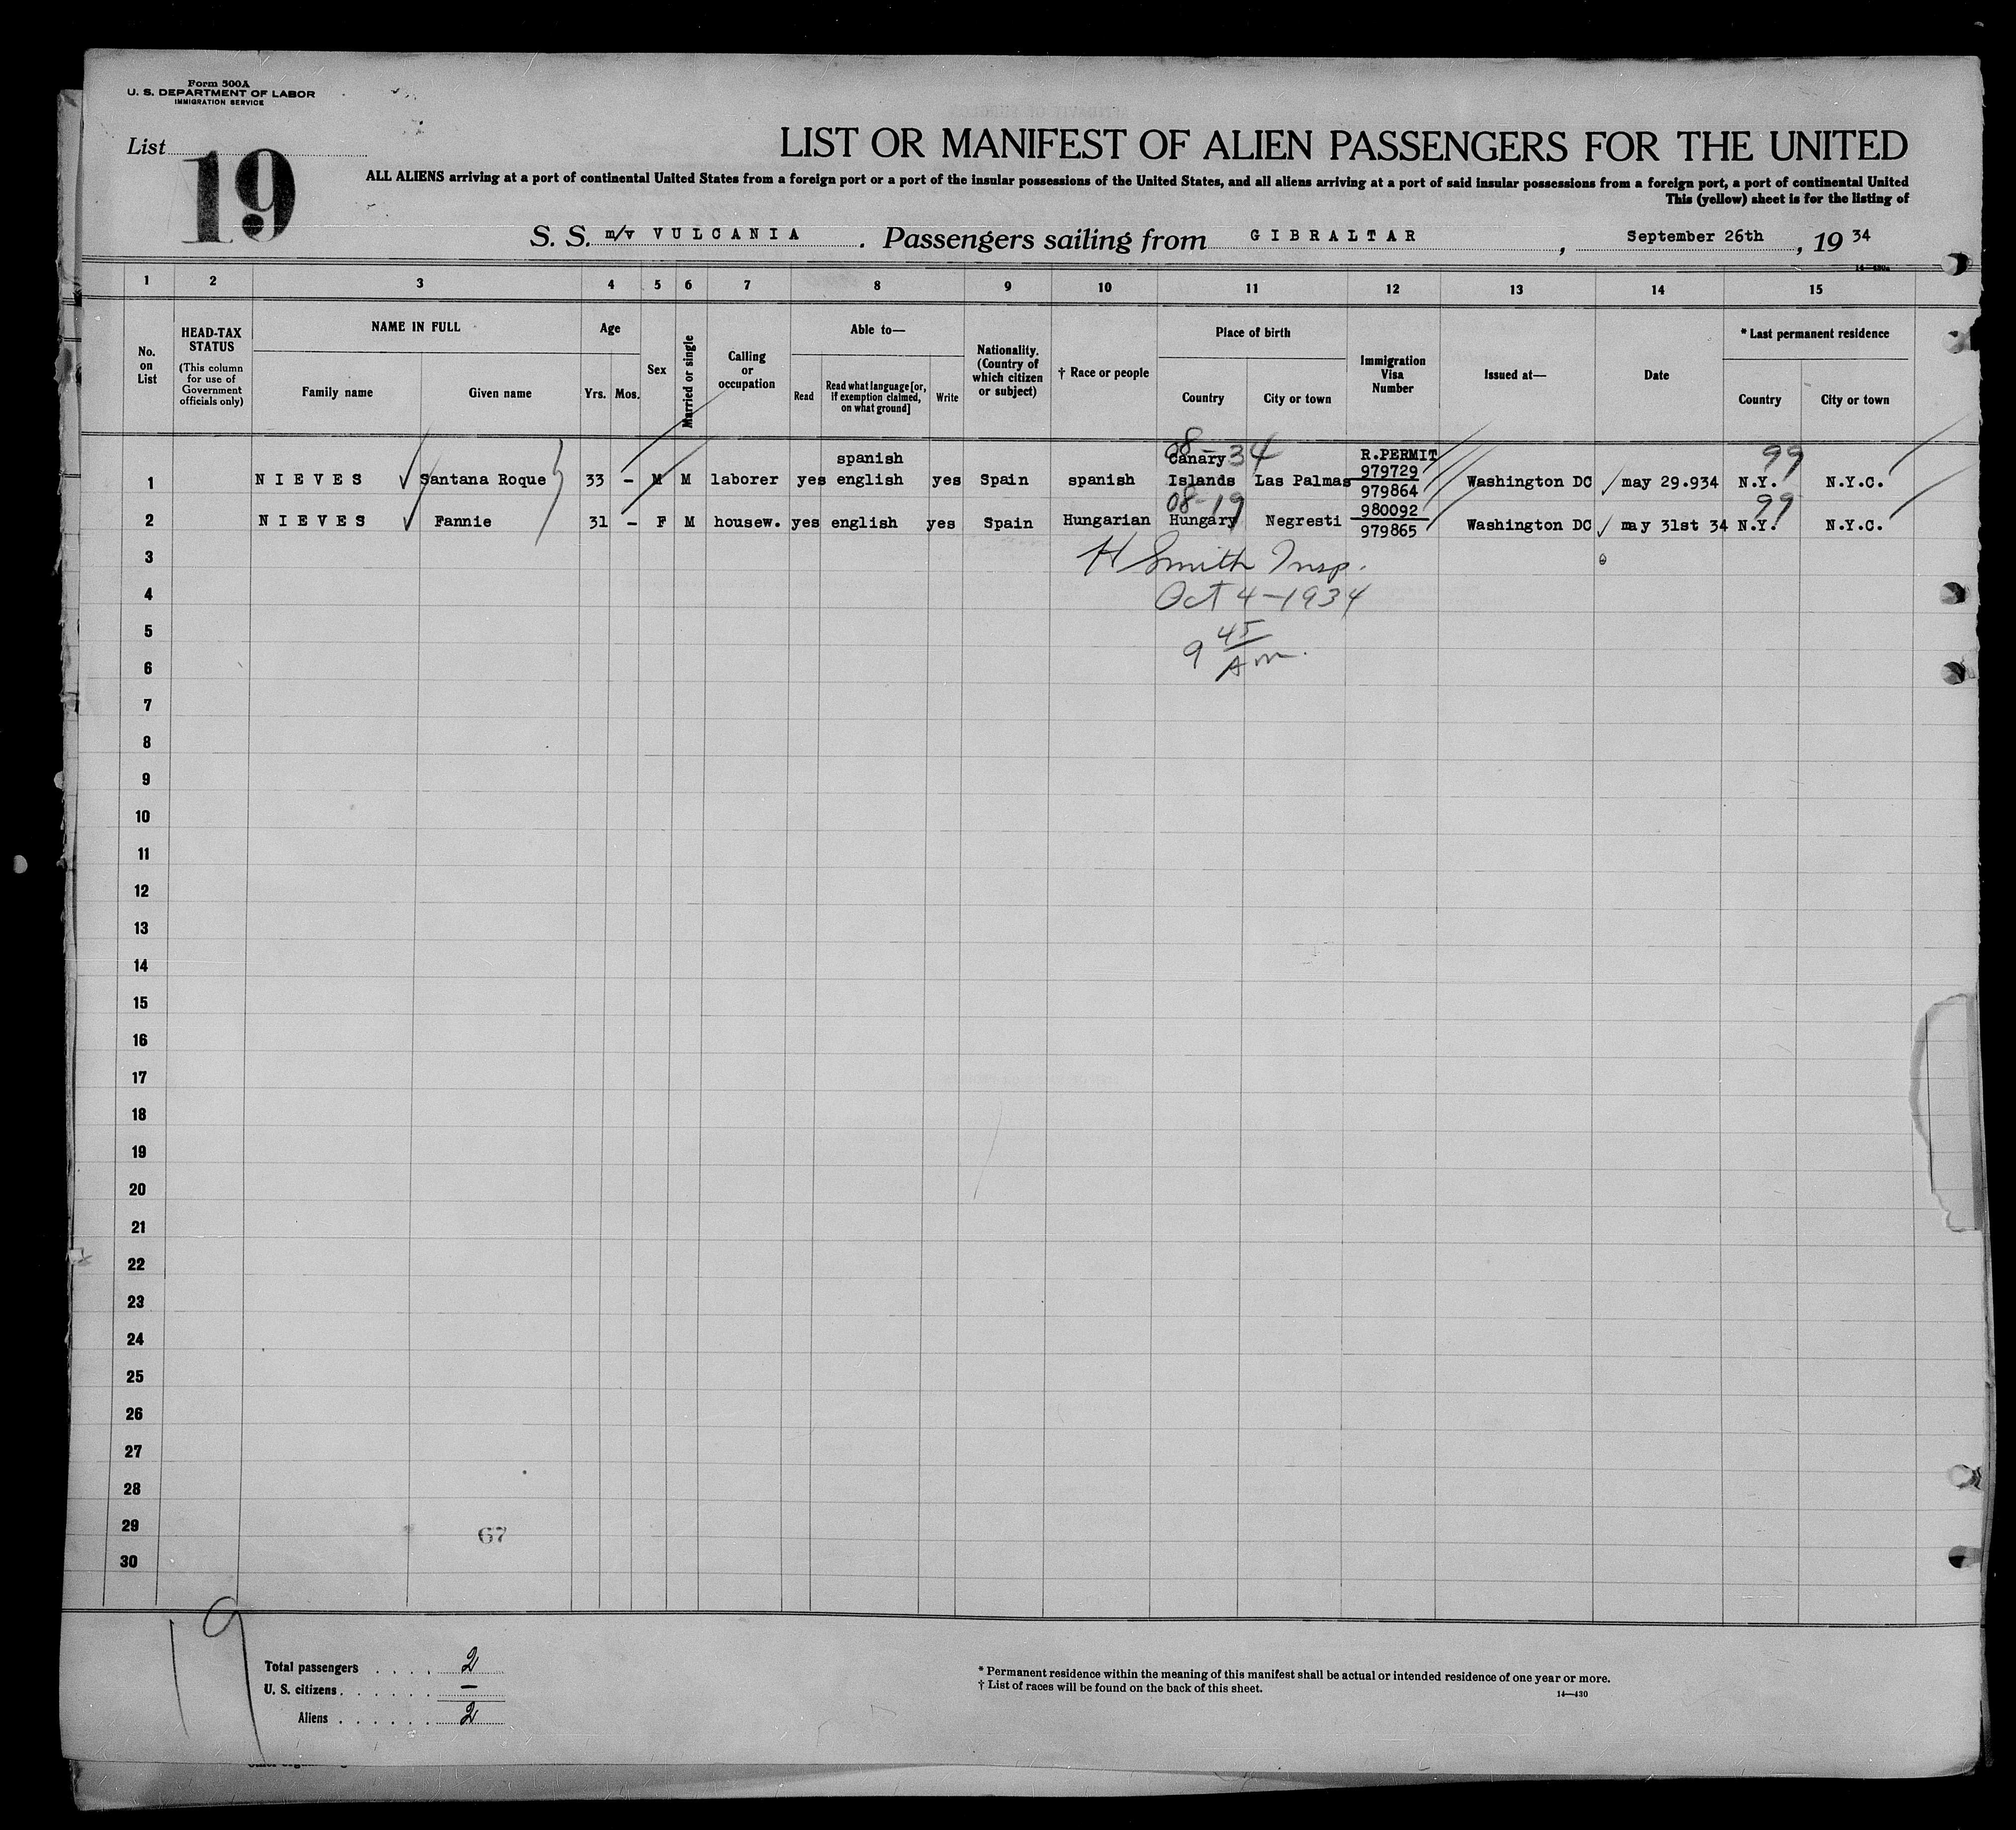 Form 500A
U. S. DEPARTMENT OF LABOR
IMMIGRATION SERVICE
List 19
LIST OR MANIFEST OF ALIEN PASSENGERS FOR THE UNITED
ALL ALIENS arriving at a port of continental United States from a foreign port or a port of the insular possessions of the United States, and all aliens arriving at a port of said insular possessions from a foreign port, a port of continental United
This (yellow) sheet is for the listing of
S. S. m/v VULCANIA . Passengers sailing from GIBRALTAR , September 26th , 19 34
14—430a
1 2 3 4 5 6 7 8 9 10 11 12 13 14 15
No. on List
HEAD-TAX STATUS
(This column for use of Government officials only)
NAME IN FULL
Family name Given name
Age
Yrs. Mos.
Sex
Married or single
Calling or occupation
Able to—
Read Read what language [or, if exemption claimed, on what ground] Write
Nationality. (Country of which citizen or subject)
† Race or people
Place of birth
Country City or town
Immigration Visa Number
Issued at—
Date
* Last permanent residence
Country City or town
08-34 99
spanish Canary R.PERMIT
979729
1 NIEVES Santana Roque 33 - M M laborer yes english yes Spain spanish Islands Las Palmas 979864 Washington DC may 29.934 N.Y. N.Y.C.
08-19 99
980092
2 NIEVES Fannie 31 - F M housew. yes english yes Spain Hungarian Hungary Negresti 979865 Washington DC may 31st 34 N.Y. N.Y.C.
3 H Smith Insp.
4 Oct 4-1934
5 9 45
6 Am.
7
8
9
10
11
12
13
14
15
16
17
18
19
20
21
22
23
24
25
26
27
28
29 67
30
19
Total passengers . . . . 2
U. S. citizens . . . . . . —
Aliens . . . . . . 2
* Permanent residence within the meaning of this manifest shall be actual or intended residence of one year or more.
† List of races will be found on the back of this sheet.
14—430